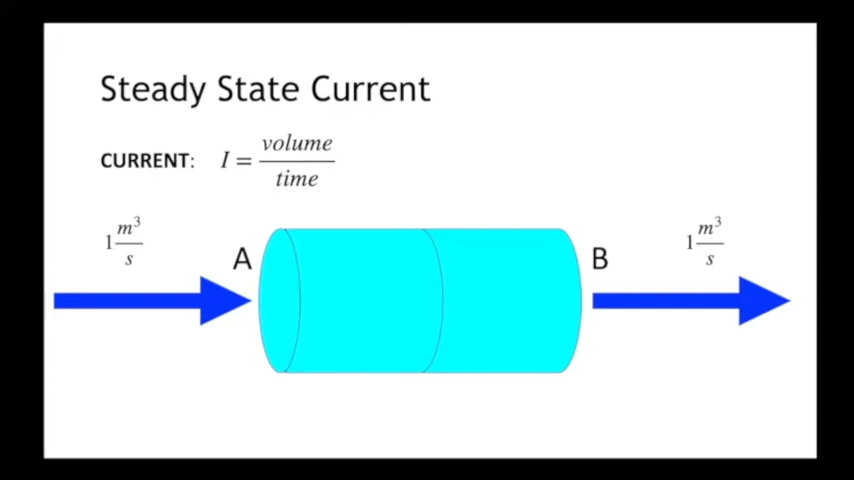 Steady State Current
CURRENT: I = volume/time
1 m³/s
A
B
1 m³/s